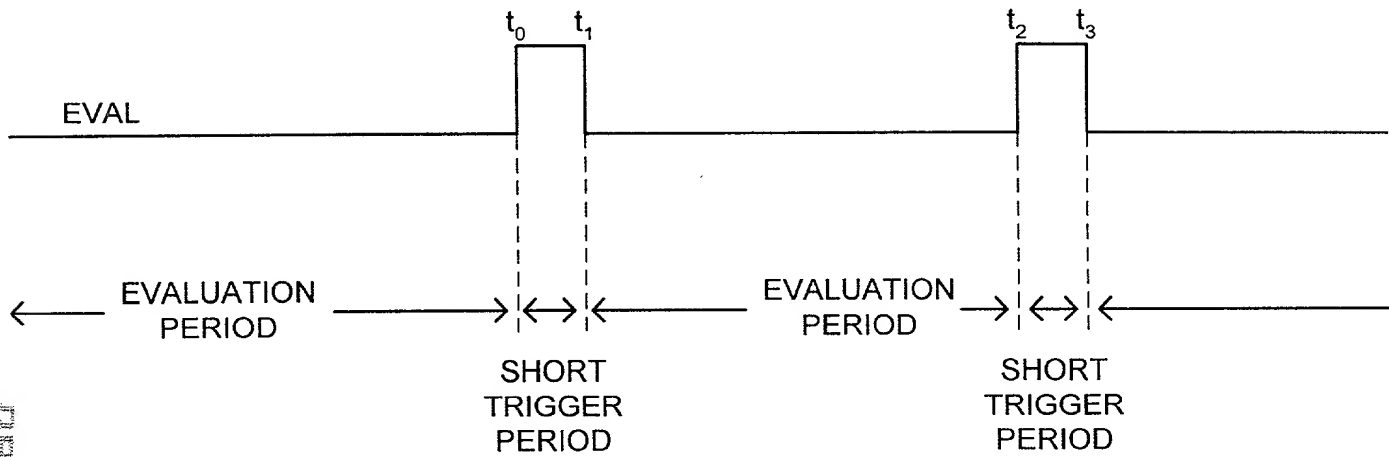 t₀ t₁ t₂ t₃
EVAL
EVALUATION
PERIOD
EVALUATION
PERIOD
SHORT
TRIGGER
PERIOD
SHORT
TRIGGER
PERIOD